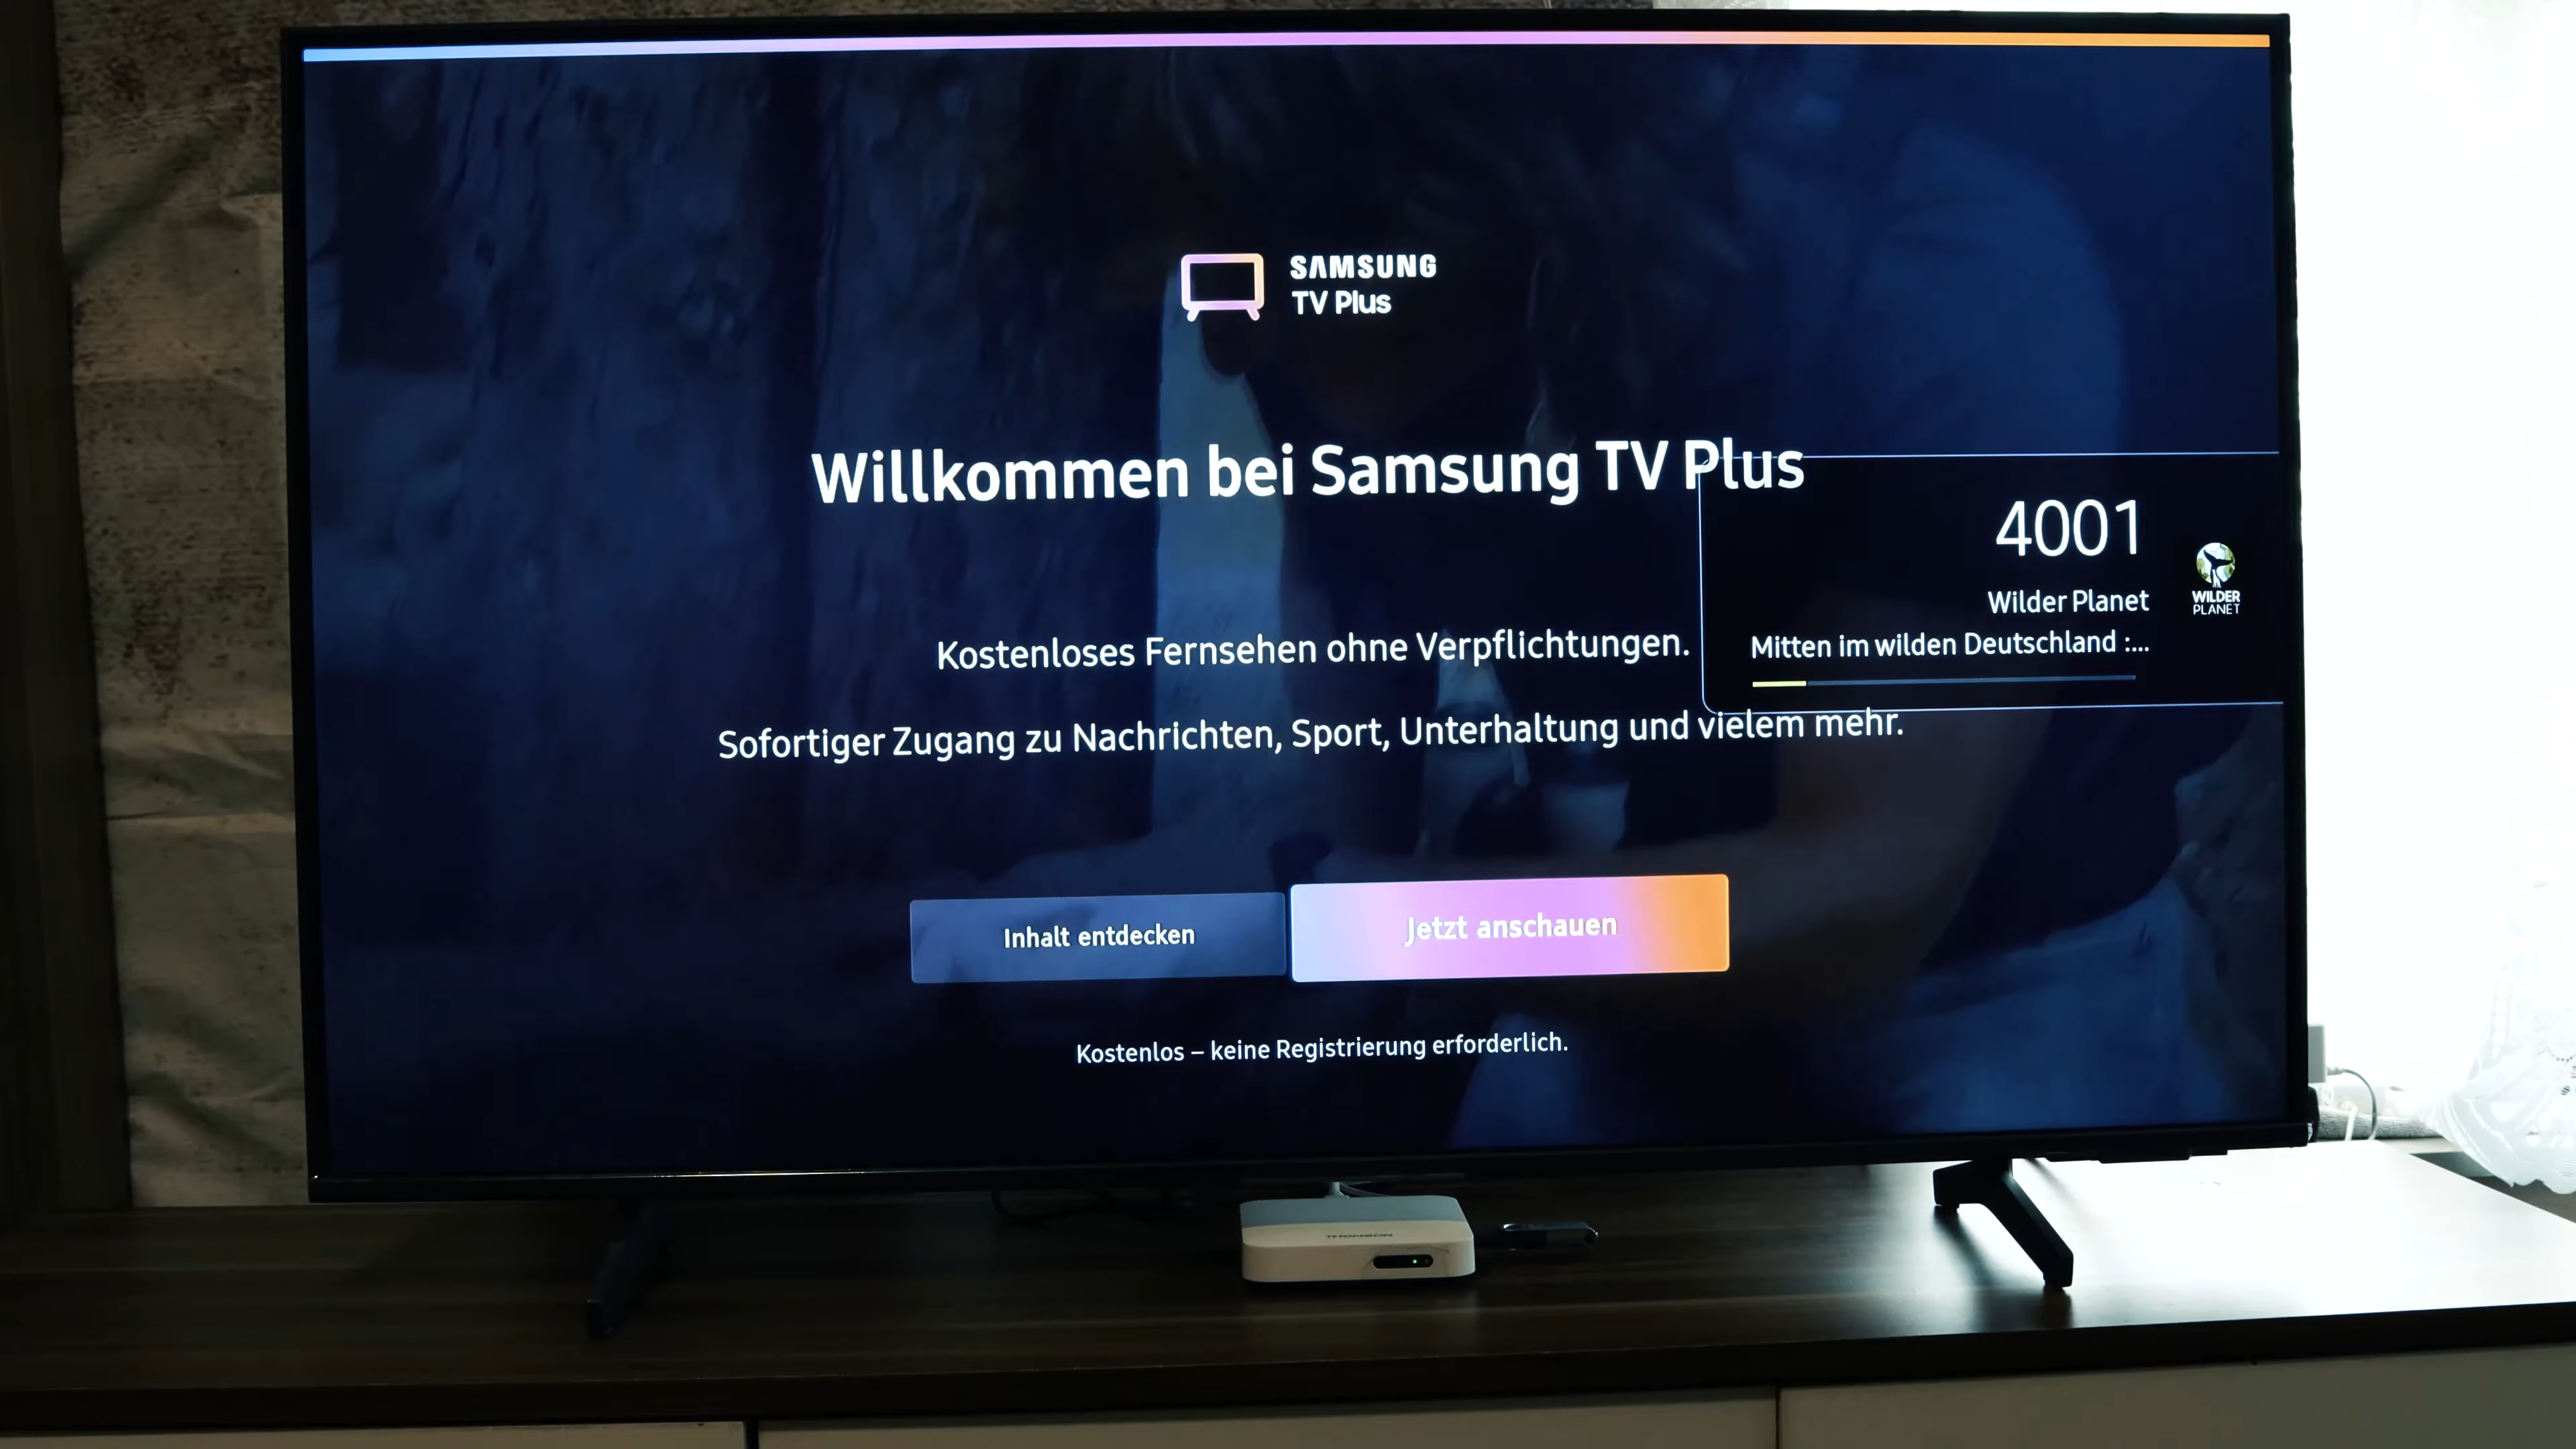 SAMSUNG
TV Plus
Willkommen bei Samsung TV Plus
4001
Wilder Planet
WILDER
PLANET
Mitten im wilden Deutschland :...
Kostenloses Fernsehen ohne Verpflichtungen.
Sofortiger Zugang zu Nachrichten, Sport, Unterhaltung und vielem mehr.
Inhalt entdecken
Jetzt anschauen
Kostenlos – keine Registrierung erforderlich.
THOMSON